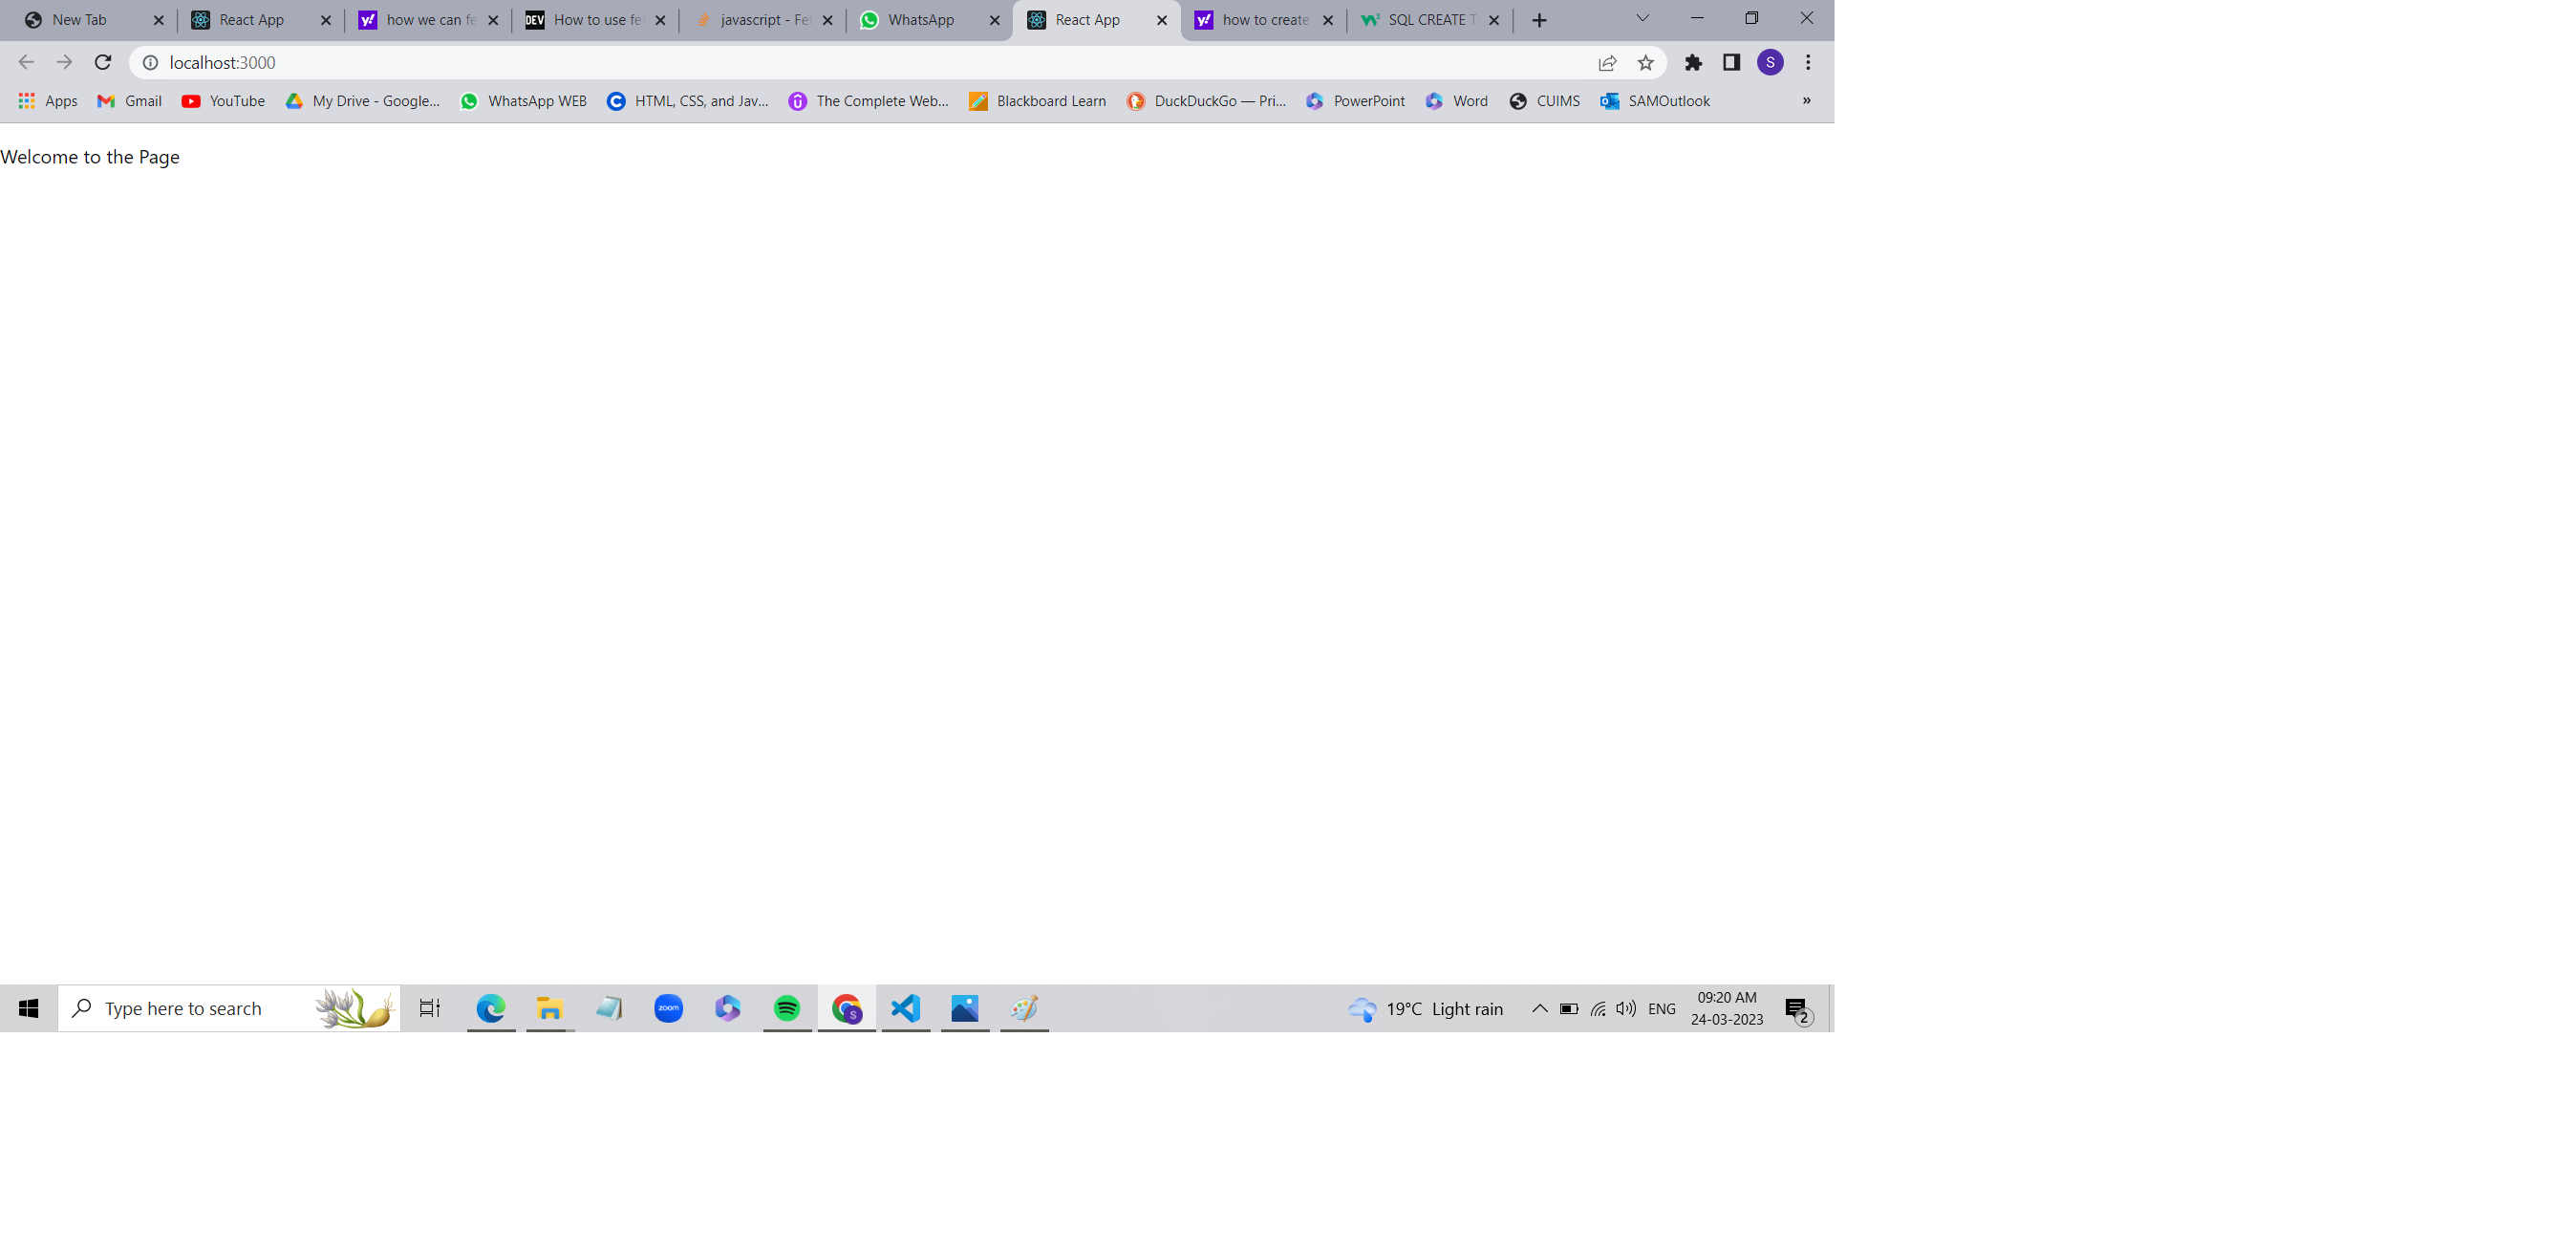 New Tab
React App
how we can fe
DEV How to use fe
javascript - Fe
WhatsApp
React App
how to create
SQL CREATE T
localhost:3000
S
Apps
Gmail
YouTube
My Drive - Google...
WhatsApp WEB
HTML, CSS, and Jav...
The Complete Web...
Blackboard Learn
DuckDuckGo — Pri...
PowerPoint
Word
CUIMS
SAMOutlook
»
Welcome to the Page
Type here to search
zoom
S
19°C Light rain
ENG
09:20 AM
24-03-2023
2